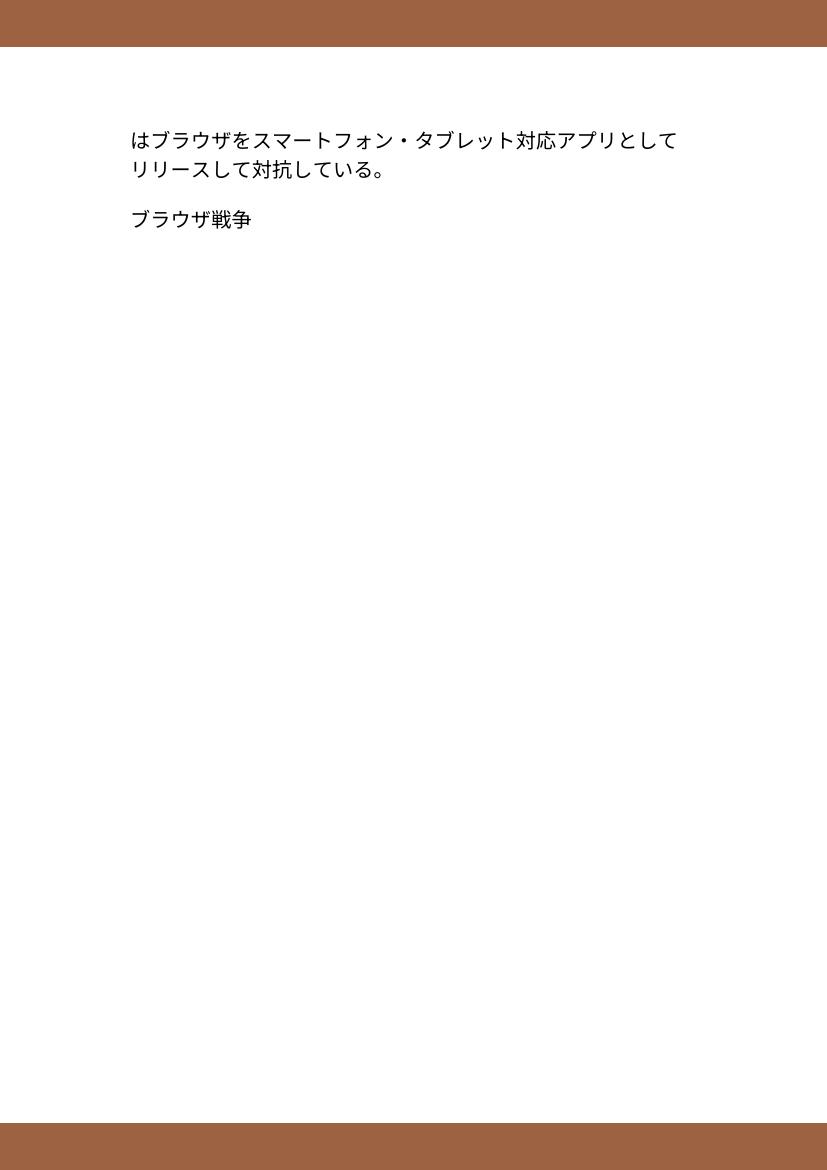 はブラウザをスマートフォン・タブレット対応アプリとして
リリースして対抗している。
ブラウザ戦争